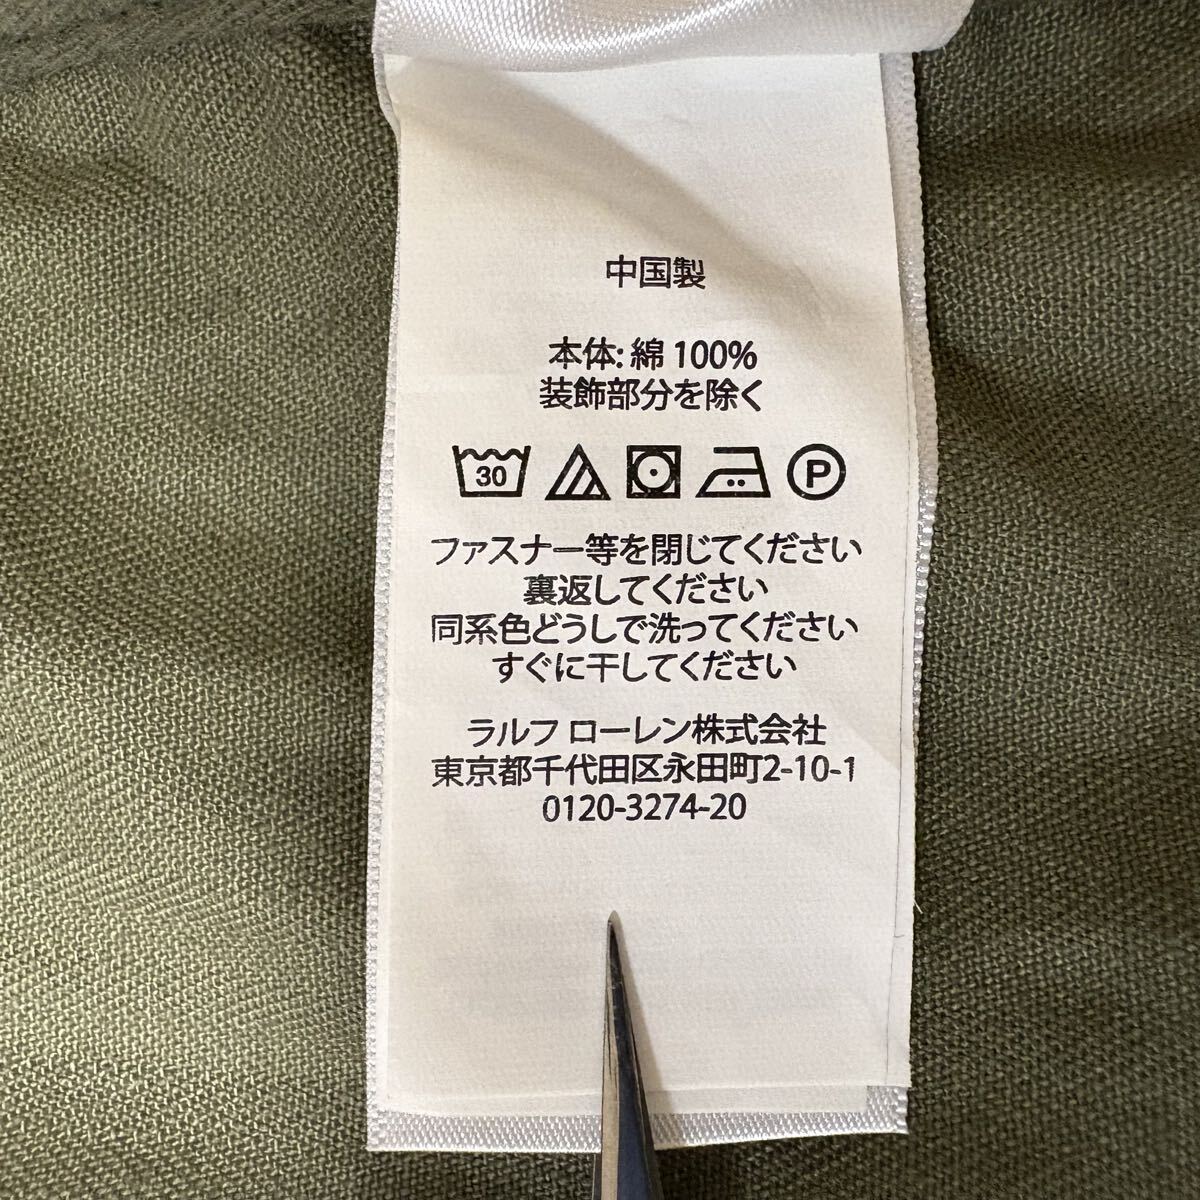 中国製
本体: 綿 100%
装飾部分を除く
30 P
ファスナー等を閉じてください
裏返してください
同系色どうしで洗ってください
すぐに干してください
ラルフ ローレン株式会社
東京都千代田区永田町2-10-1
0120-3274-20